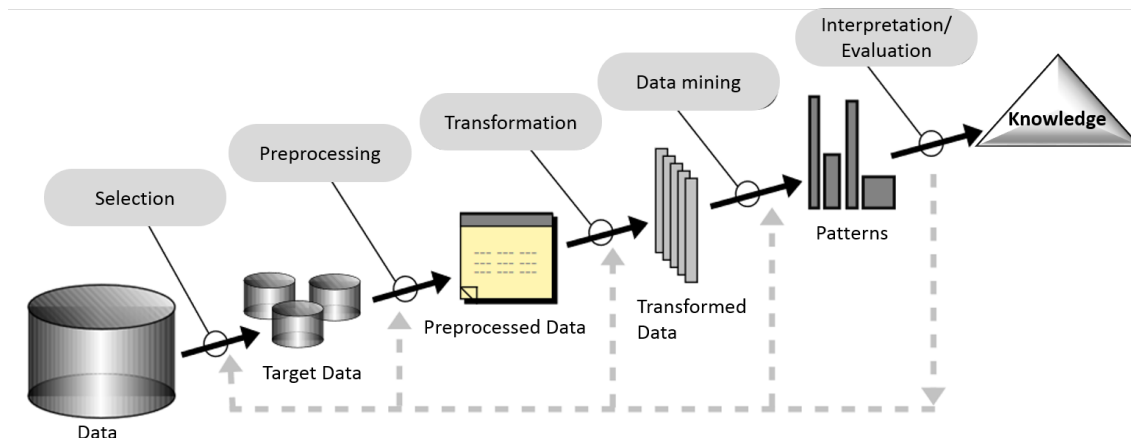 Interpretation/
Evaluation
Data mining
Knowledge
Transformation
Preprocessing
Selection
Patterns
Transformed
Data
Preprocessed Data
Target Data
Data